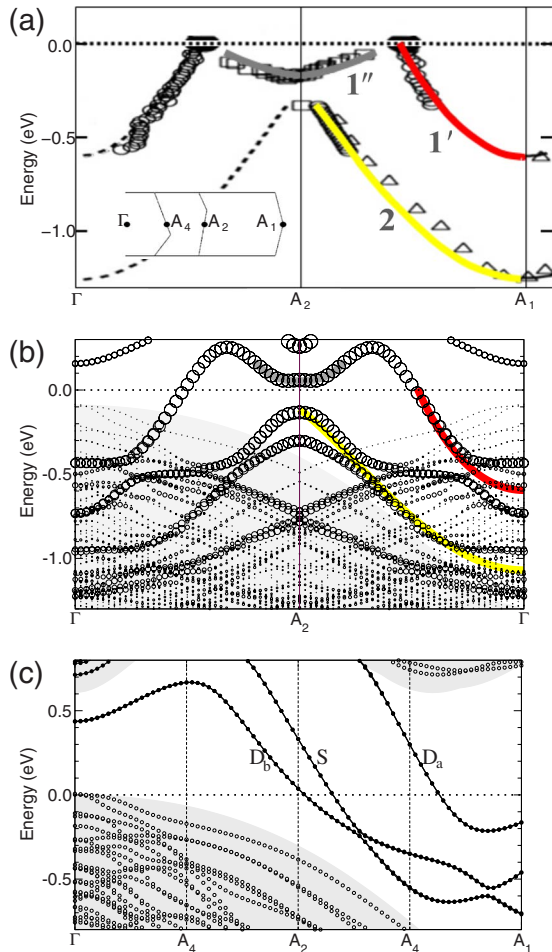 (a)
0.0
−0.5
−1.0
Energy (eV)
1″
1′
2
Γ A4 A2 A1
Γ A2 A1
(b)
0.0
−0.5
−1.0
Energy (eV)
Γ A2 Γ
(c)
0.5
0.0
−0.5
Energy (eV)
Db S Da
Γ A4 A2 A4 A1